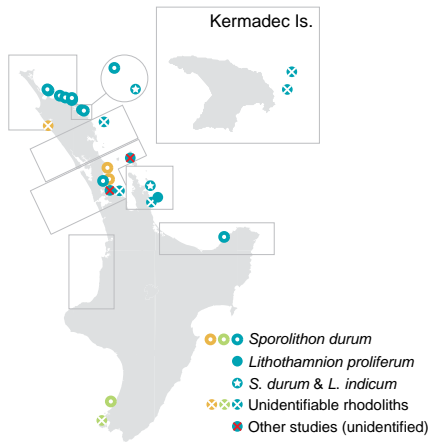 Kermadec Is.
Sporolithon durum
Lithothamnion proliferum
S. durum & L. indicum
Unidentifiable rhodoliths
Other studies (unidentified)